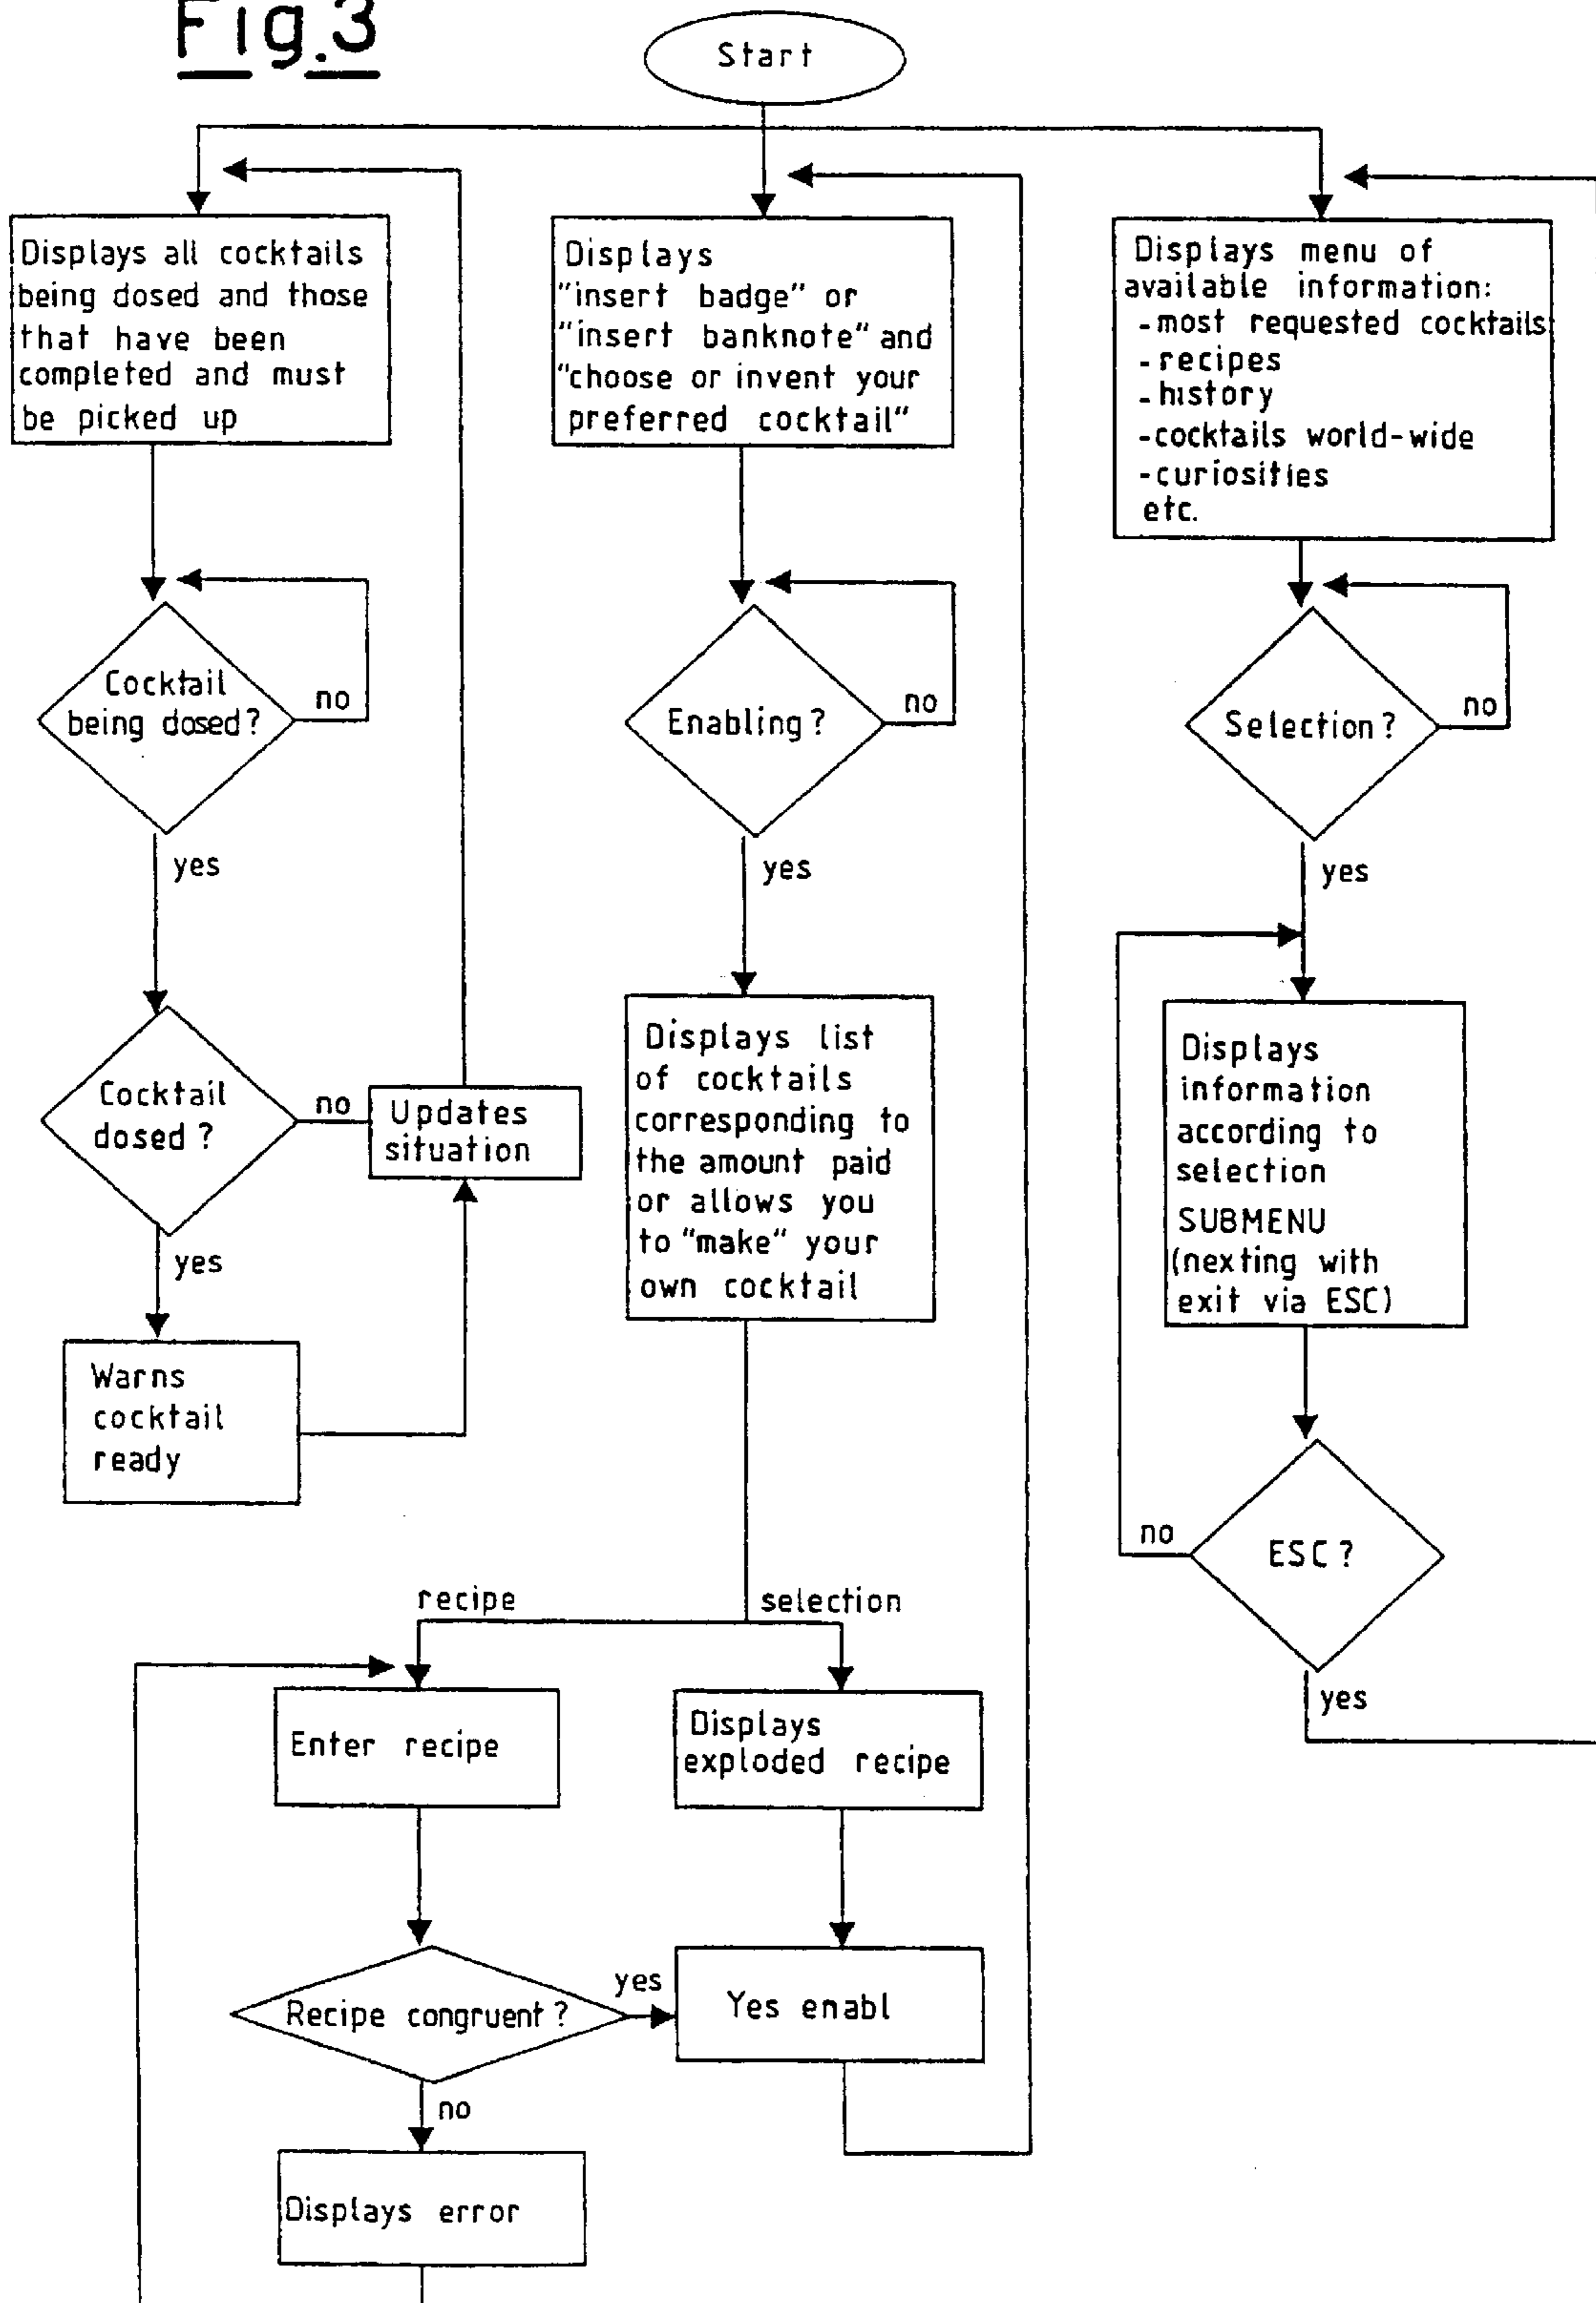 Fig.3
Start
Displays all cocktails
being dosed and those
that have been
completed and must
be picked up
Displays
"insert badge" or
"insert banknote" and
"choose or invent your
preferred cocktail"
Displays menu of
available information:
-most requested cocktails
-recipes
-history
-cocktails world-wide
-curiosities
etc.
Cocktail
being dosed?
no
yes
Enabling?
no
yes
Selection?
no
yes
Cocktail
dosed?
no
yes
Updates
situation
Displays list
of cocktails
corresponding to
the amount paid
or allows you
to "make" your
own cocktail
Displays
information
according to
selection
SUBMENU
(nexting with
exit via ESC)
Warns
cocktail
ready
ESC?
no
yes
recipe
selection
Enter recipe
Displays
exploded recipe
Recipe congruent?
yes
no
Yes enabl
Displays error